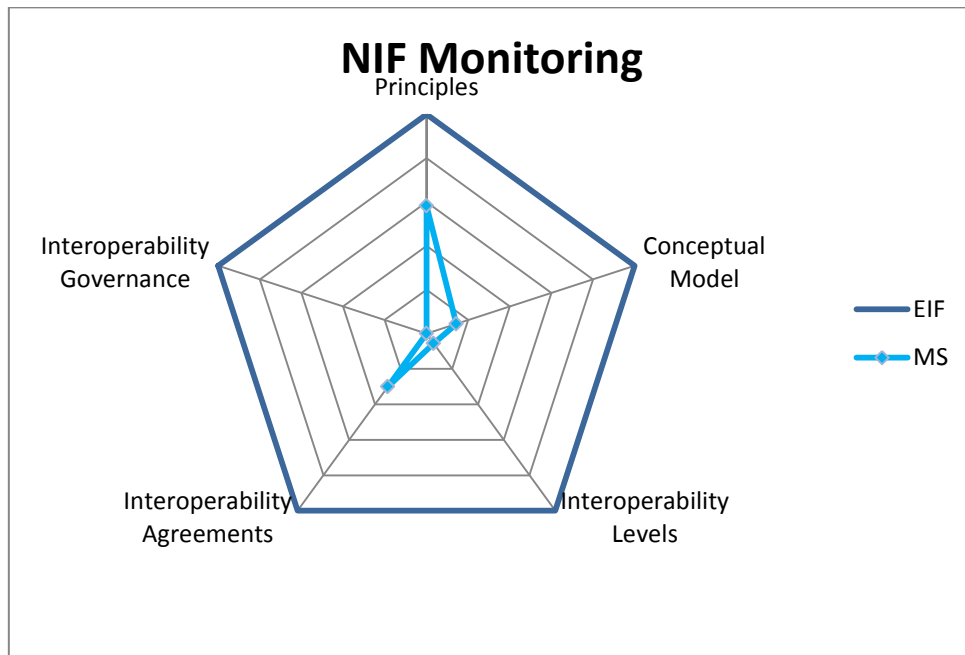 NIF Monitoring
Principles
Interoperability
Governance
Conceptual
Model
EIF
MS
Interoperability
Agreements
Interoperability
Levels